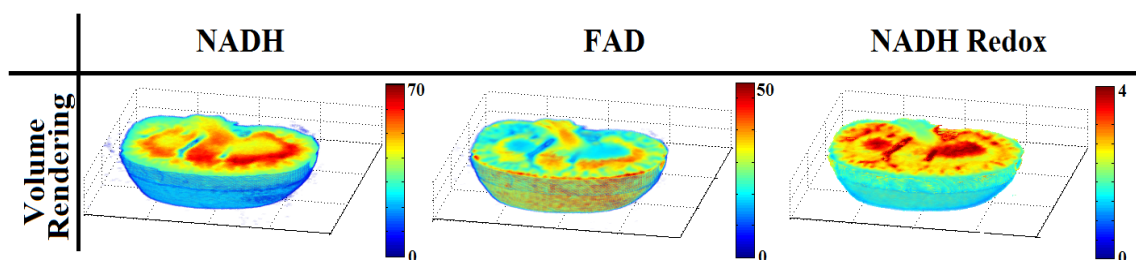 NADH
FAD
NADH Redox
Volume
Rendering
70
0
50
0
4
0